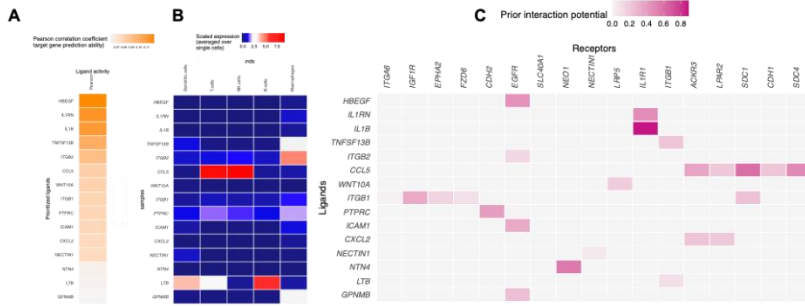 A
Pearson correlation coefficient
target gene prediction ability)
Ligand activity
Pearson
Prioritized ligands
HBEGF
IL1RN
IL1B
TNFSF13B
ITGB2
CCL5
WNT10A
ITGB1
PTPRC
ICAM1
CXCL2
NECTIN1
NTN4
LTB
GPNMB
B
Scaled expression
(averaged over
single cells)
0.0 2.5 5.0 7.5
inds
Dendritic cells
T cells
NK cells
B cells
Macrophages
samples
HBEGF
IL1RN
IL1B
TNFSF13B
ITGB2
CCL5
WNT10A
ITGB1
PTPRC
ICAM1
CXCL2
NECTIN1
NTN4
LTB
GPNMB
C
Prior interaction potential
0.0 0.2 0.4 0.6 0.8
Receptors
ITGA6
IGF1R
EPHA2
FZD6
CDH2
EGFR
SLC40A1
NEO1
NECTIN1
LRP5
IL1R1
ITGB1
ACKR3
LPAR2
SDC1
CDH1
SDC4
Ligands
HBEGF
IL1RN
IL1B
TNFSF13B
ITGB2
CCL5
WNT10A
ITGB1
PTPRC
ICAM1
CXCL2
NECTIN1
NTN4
LTB
GPNMB